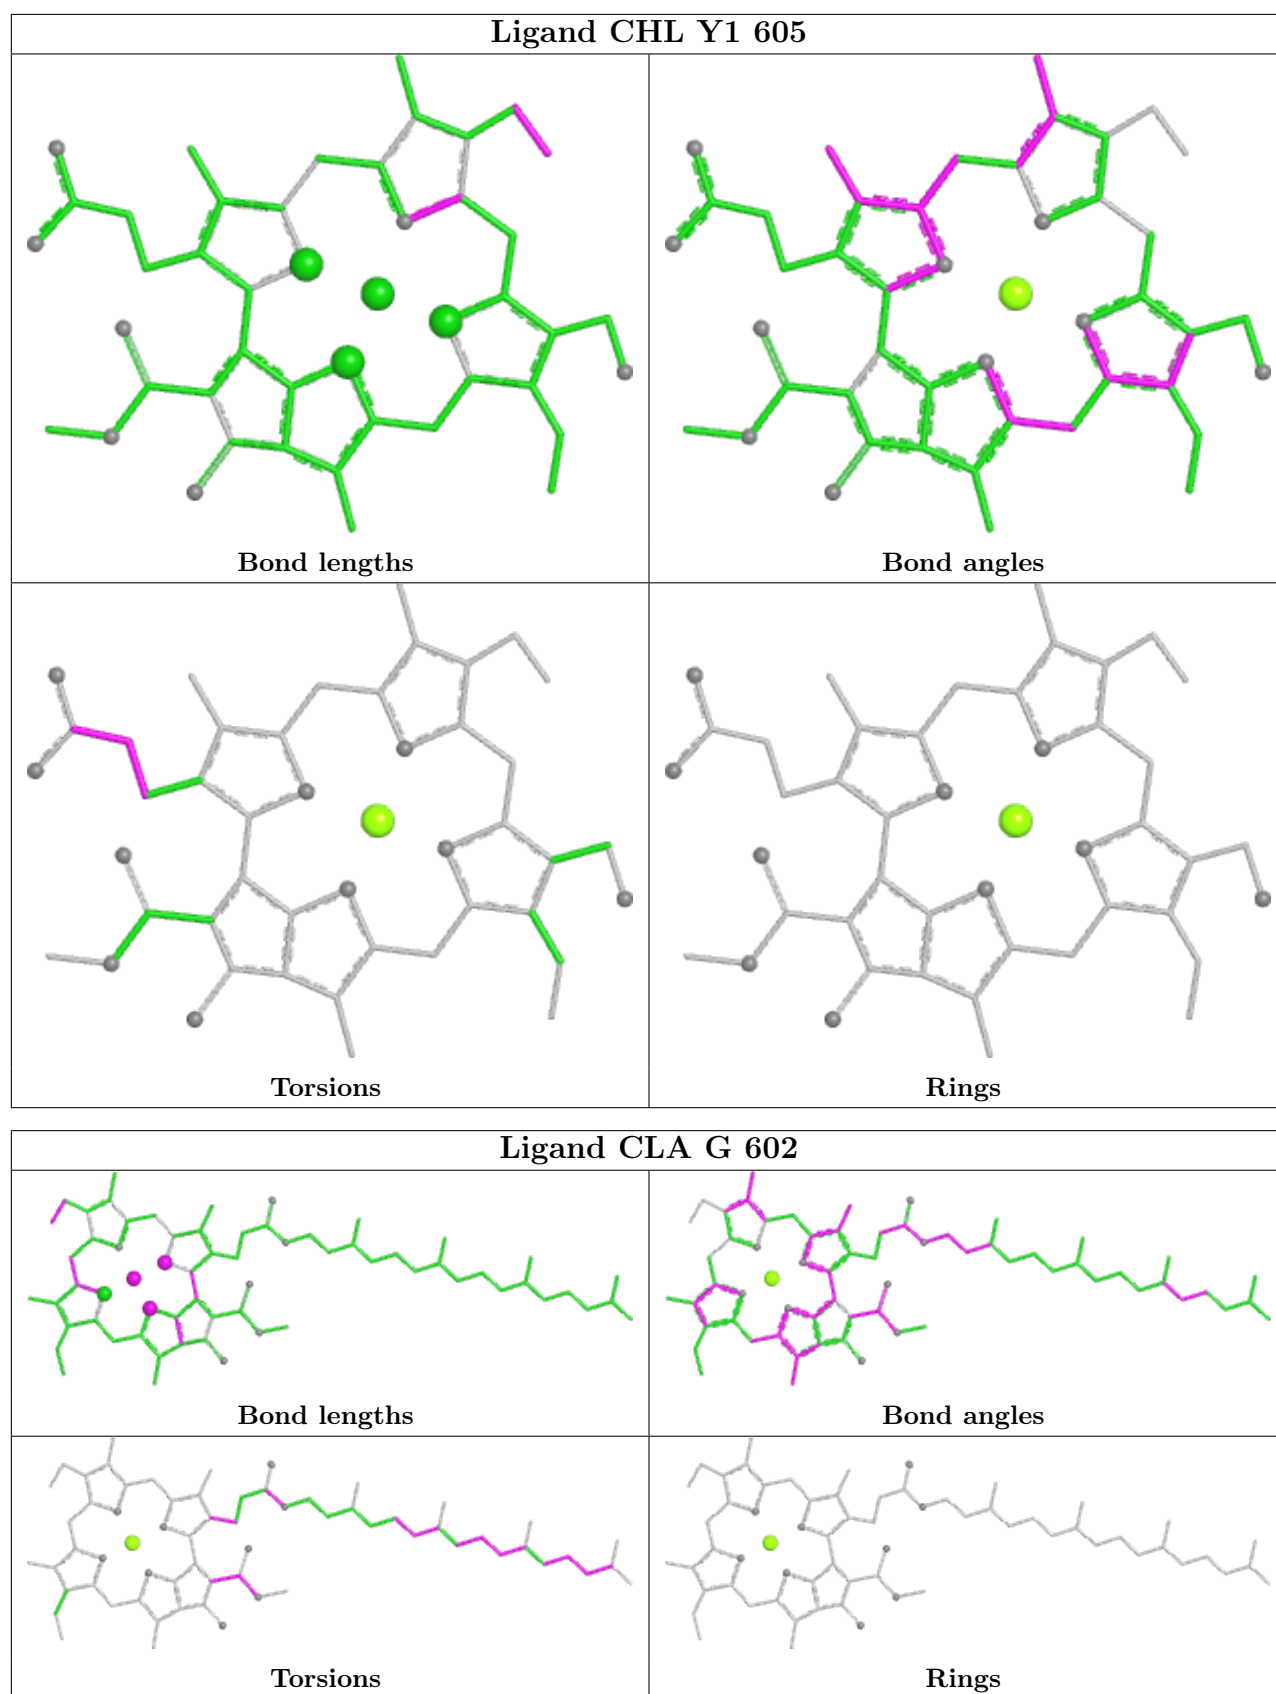 Ligand CHL Y1 605
Bond lengths
Bond angles
Torsions
Rings
Ligand CLA G 602
Bond lengths
Bond angles
Torsions
Rings